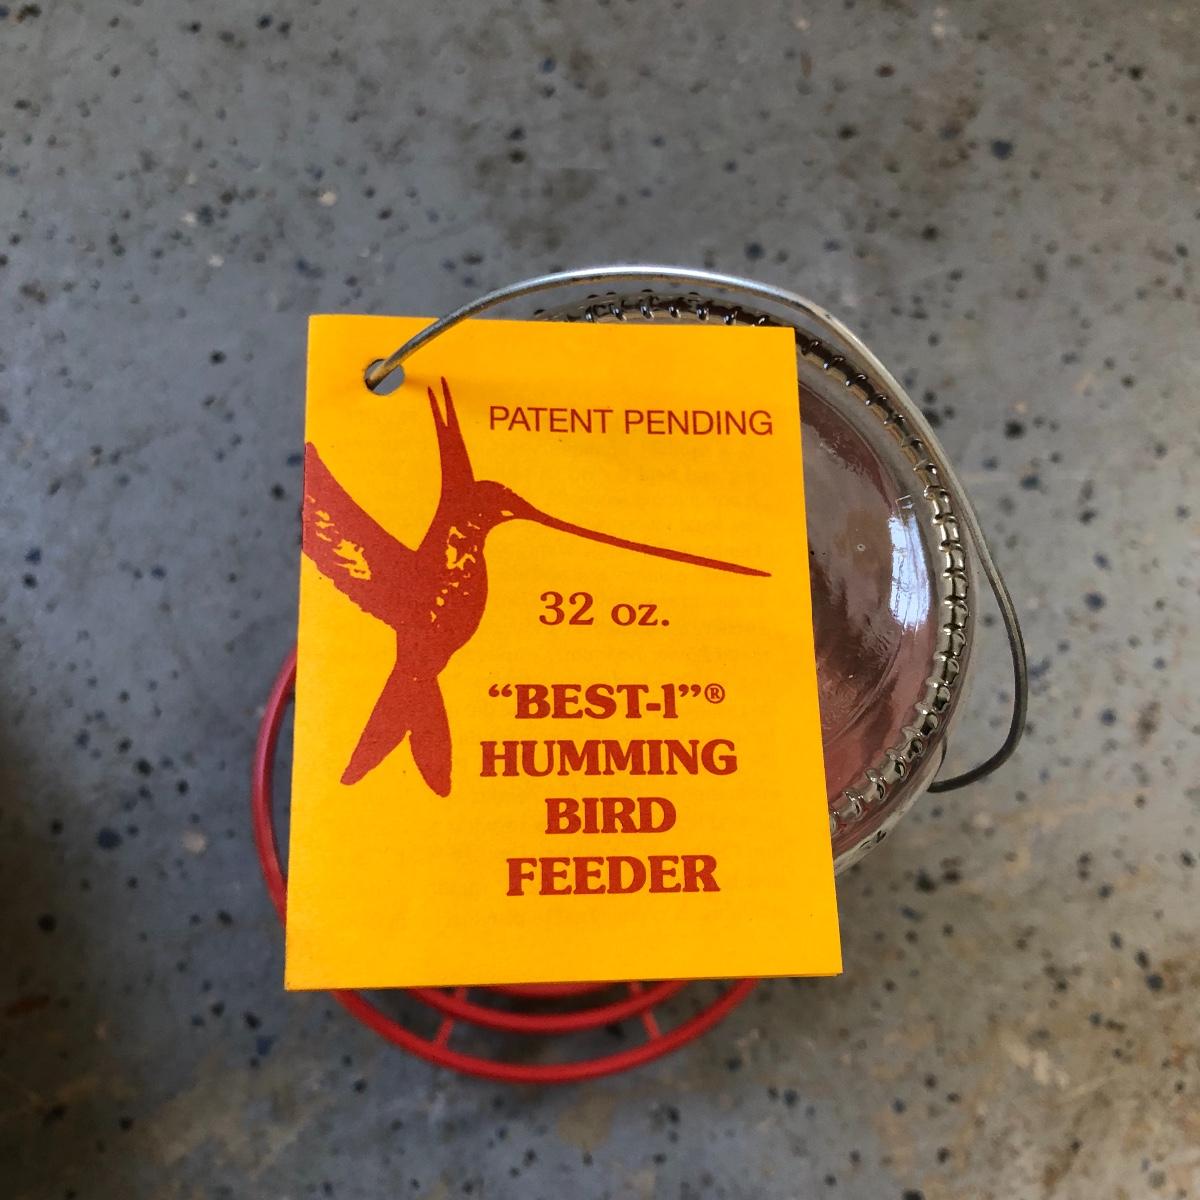 PATENT PENDING
32 oz.
“BEST-1”®
HUMMING
BIRD
FEEDER